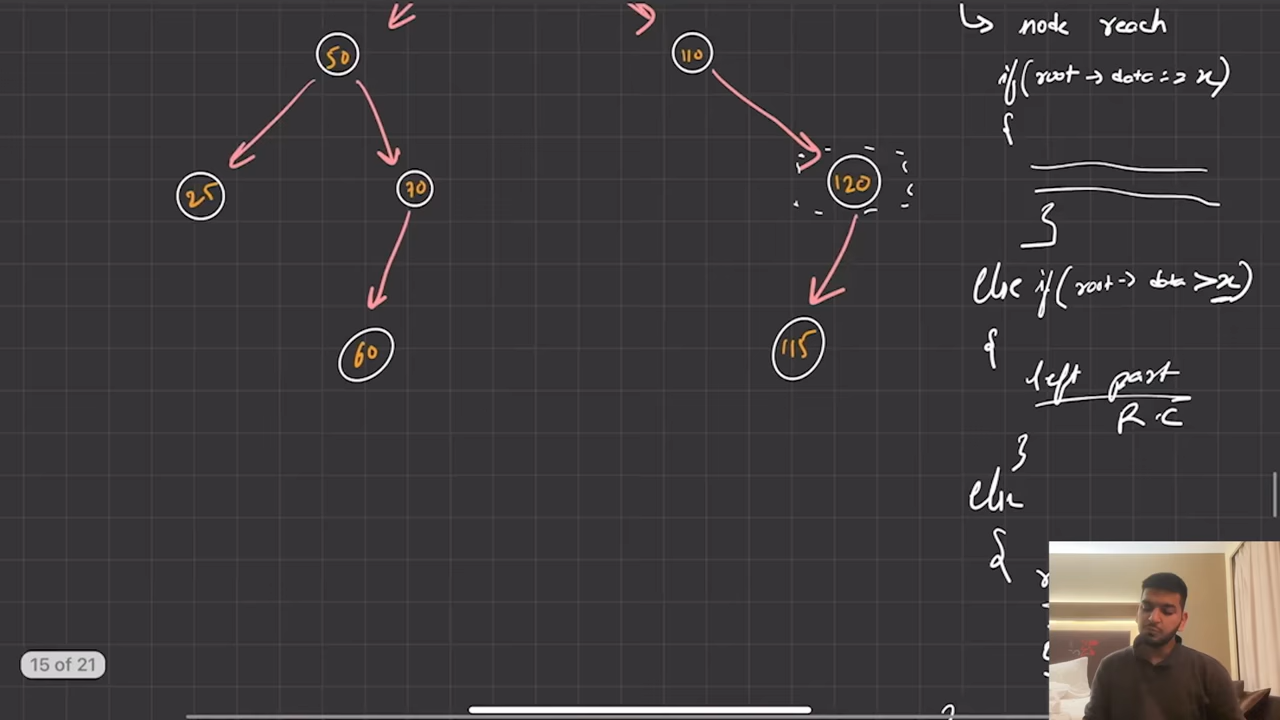 50
110
25
70
120
60
115
↳ node reach
if(root → data == x)
{
}
else if(root → data > x)
{
left part
R.C
}
else
{
15 of 21